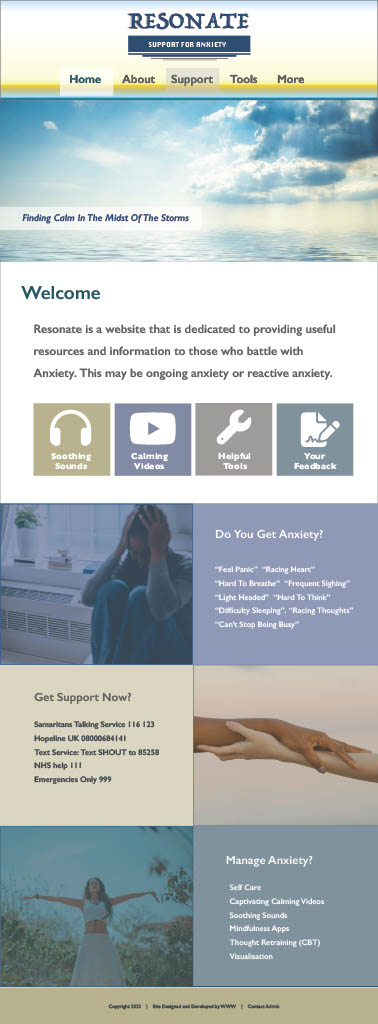 RESONATE
SUPPORT FOR ANXIETY
Home About Support Tools More
Finding Calm In The Midst Of The Storms
Welcome
Resonate is a website that is dedicated to providing useful
resources and information to those who battle with
Anxiety. This may be ongoing anxiety or reactive anxiety.
Soothing
Sounds
Calming
Videos
Helpful
Tools
Your
Feedback
Do You Get Anxiety?
"Feel Panic" "Racing Heart"
"Hard To Breathe" "Frequent Sighing"
"Light Headed" "Hard To Think"
"Difficulty Sleeping". "Racing Thoughts"
"Can't Stop Being Busy"
Get Support Now?
Samaritans Talking Service 116 123
Hopeline UK 08000684141
Text Service: Text SHOUT to 85258
NHS help 111
Emergencies Only 999
Manage Anxiety?
Self Care
Captivating Calming Videos
Soothing Sounds
Mindfulness Apps
Thought Retraining (CBT)
Visualisation
Copyright 2023 | Site Designed and Developed by WWW | Contact Admin